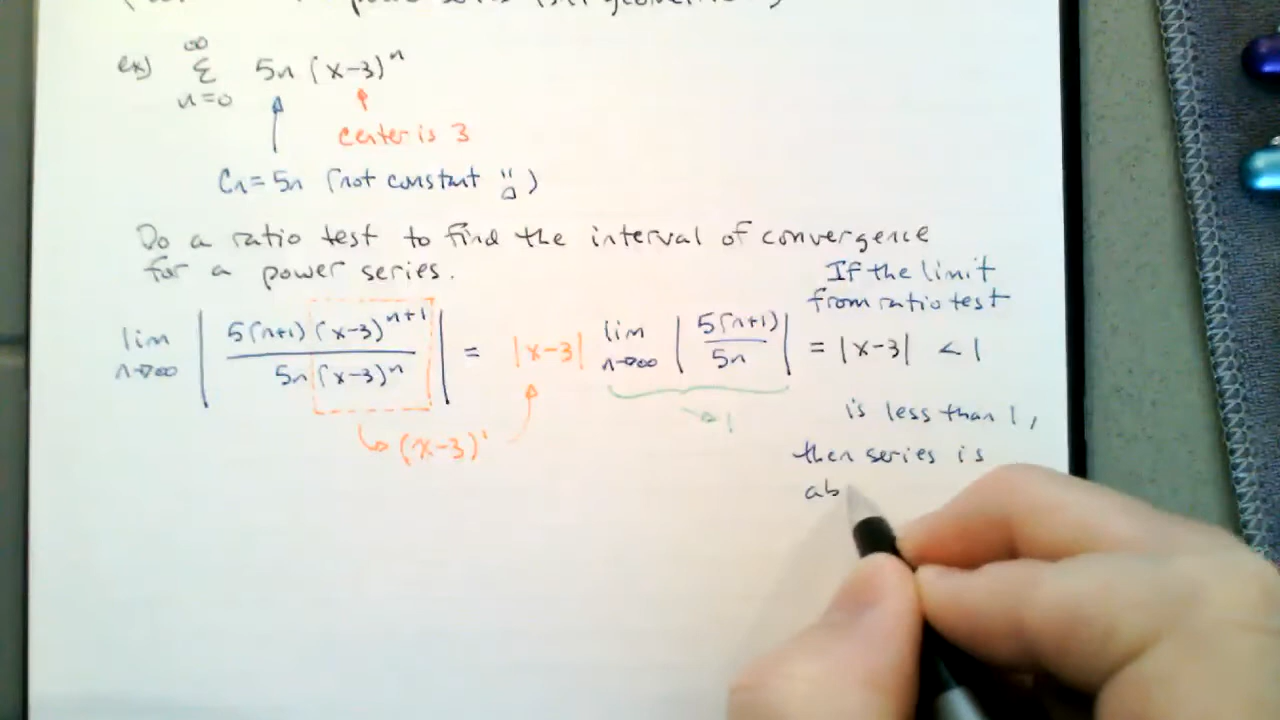 ex) ∞ Σ n=0 5n (x-3)^n
center is 3
Cn = 5n (not constant )
Do a ratio test to find the interval of convergence
for a power series.
If the limit
from ratio test
lim n→∞ | 5(n+1) (x-3)^n+1 / 5n (x-3)^n | = |x-3| lim n→∞ | 5(n+1) / 5n | = |x-3| < 1
→ 1
↳ (x-3)^1
is less than 1,
then series is
ab